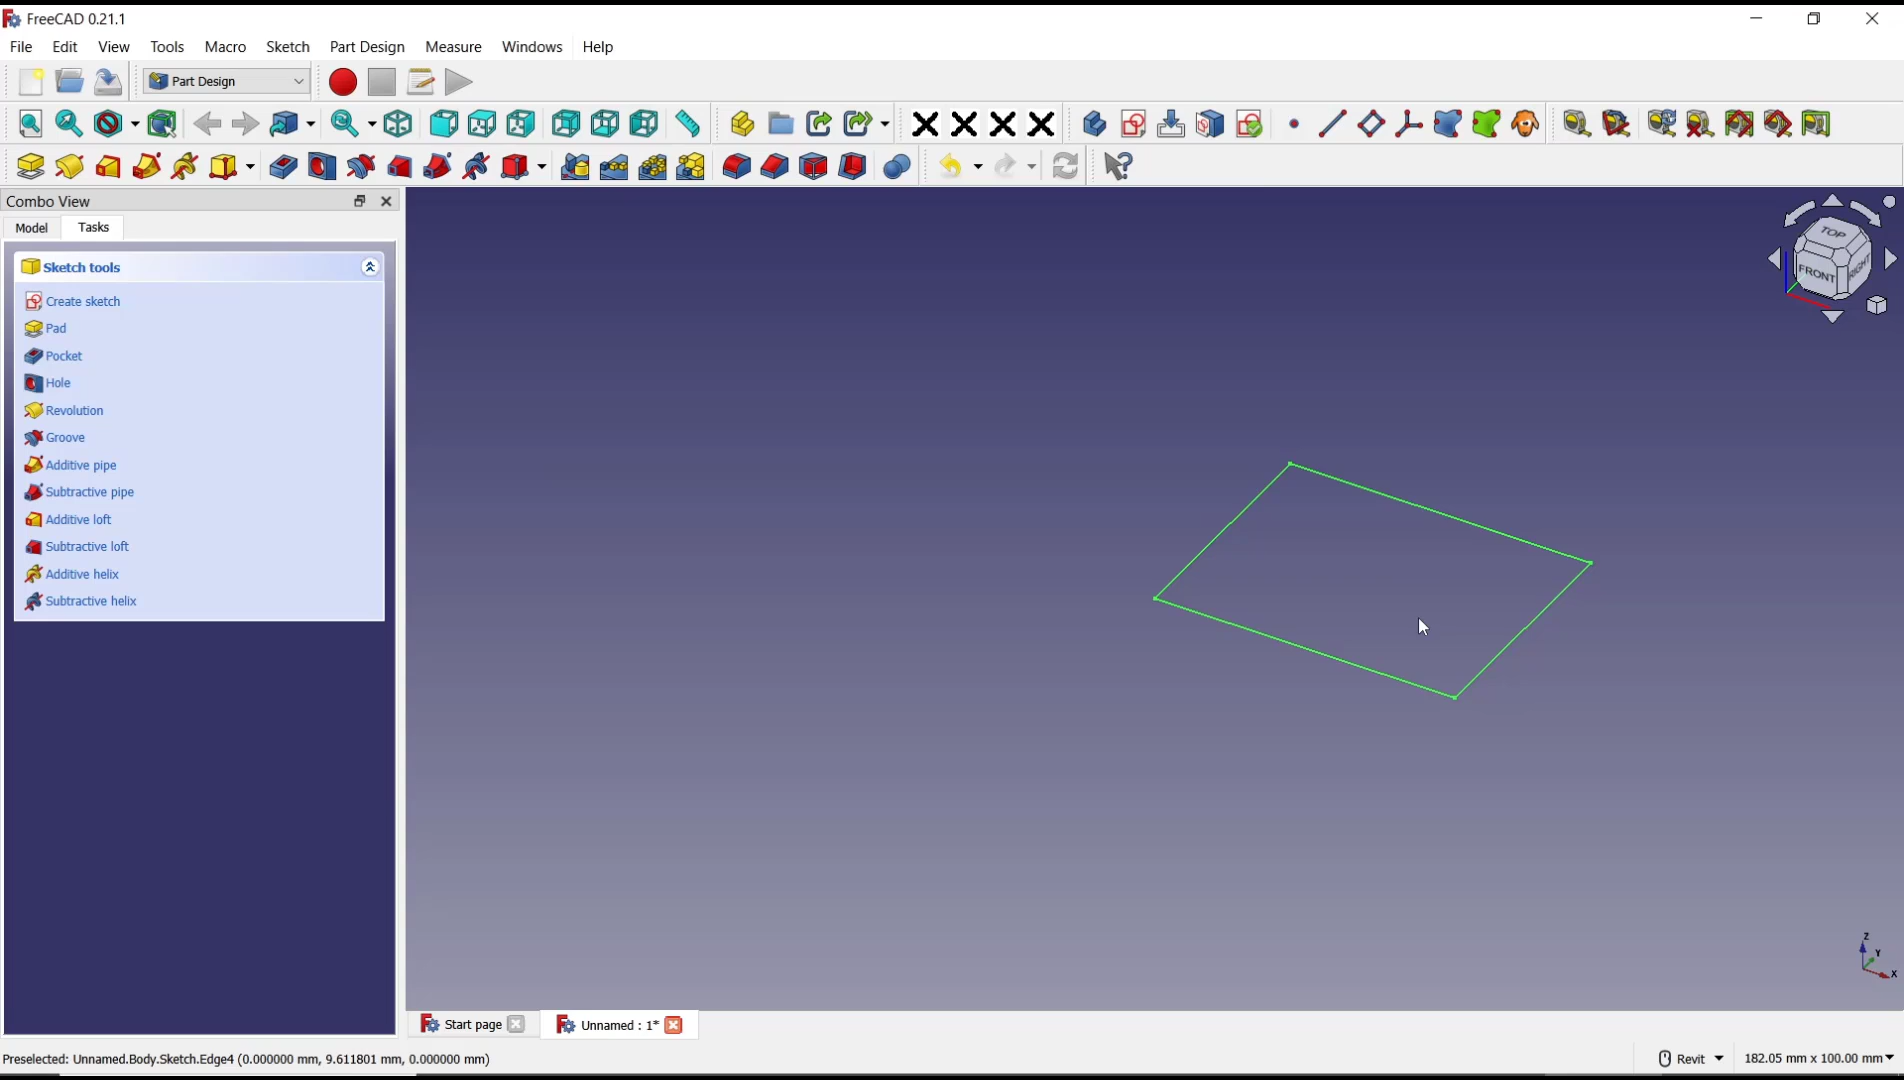 FreeCAD 0.21.1
File Edit View Tools Macro Sketch Part Design Measure Windows Help
Part Design
Combo View
Model Tasks
Sketch tools
Create sketch
Pad
Pocket
Hole
Revolution
Groove
Additive pipe
Subtractive pipe
Additive loft
Subtractive loft
Additive helix
Subtractive helix
TOP
FRONT
RIGHT
Z
Y
X
Start page
Unnamed : 1*
Preselected: Unnamed.Body.Sketch.Edge4 (0.000000 mm, 9.611801 mm, 0.000000 mm)
Revit
182.05 mm x 100.00 mm